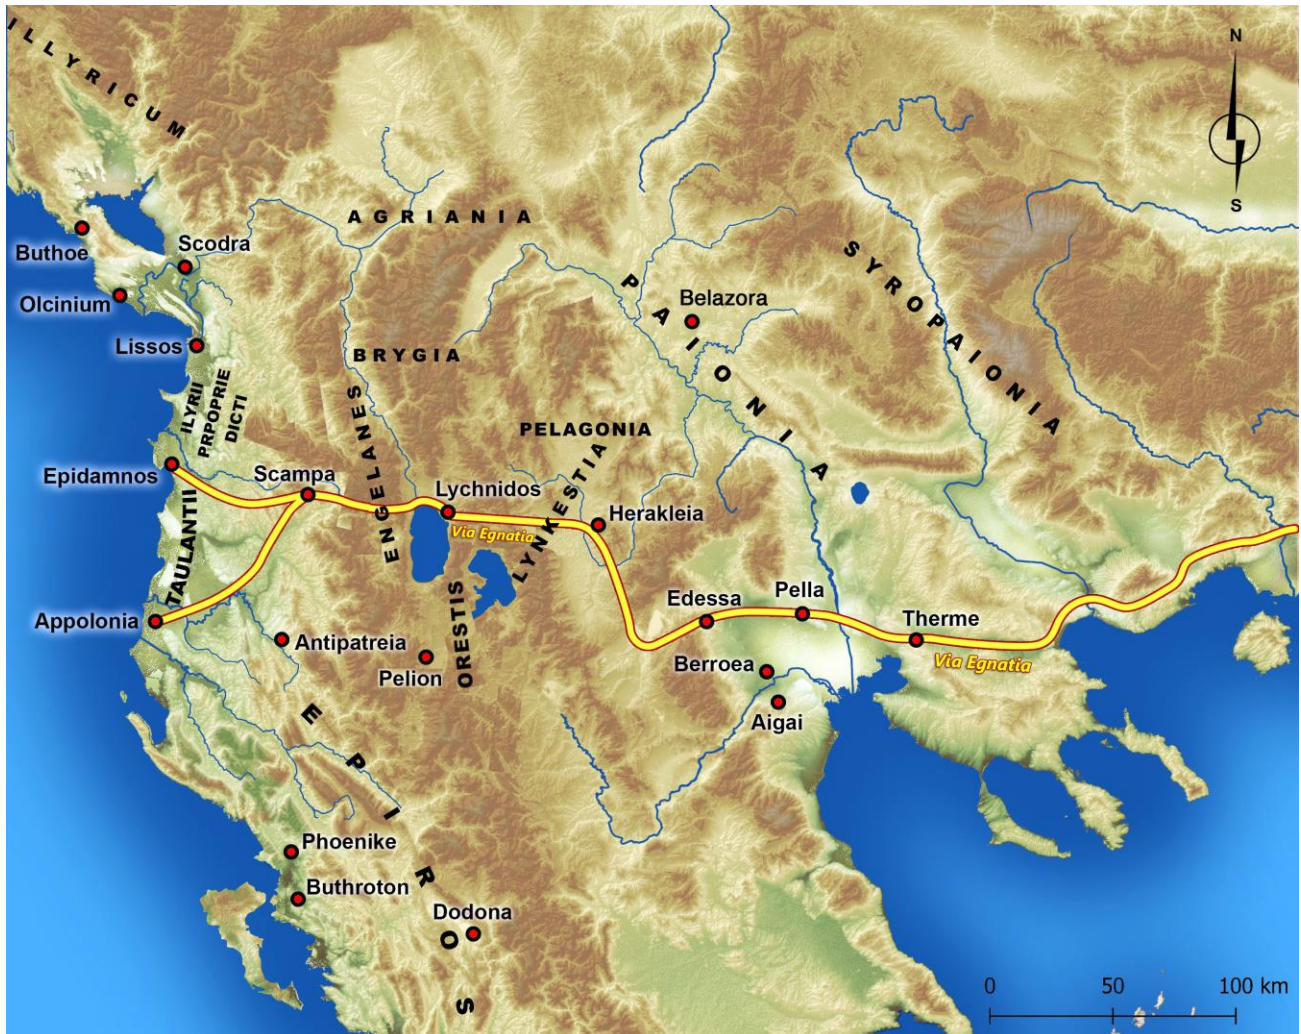 ILLYRICUM
N
S
AGRIANIA
Buthoe
Scodra
SYROPAIONIA
Olcinium
PAIONIA
Belazora
Lissos
BRYGIA
ILYRII
PRPOPRIE
DICTI
ENGELANES
PELAGONIA
LYNKESTIA
Epidamnos
Scampa
Lychnidos
Via Egnatia
Herakleia
TAULANTII
ORESTIS
Appolonia
Antipatreia
Pelion
Edessa
Pella
Therme
Via Egnatia
Berroea
Aigai
EPIROS
Phoenike
Buthroton
Dodona
0 50 100 km